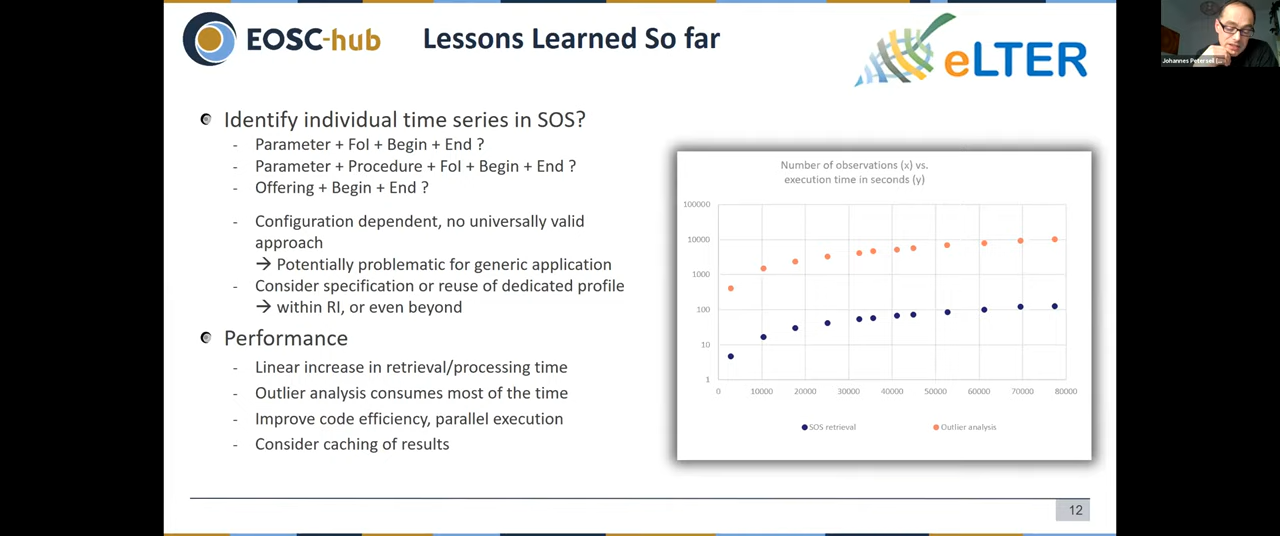 EOSC-hub
Lessons Learned So far
eLTER
Identify individual time series in SOS?
- Parameter + FoI + Begin + End ?
- Parameter + Procedure + FoI + Begin + End ?
- Offering + Begin + End ?
- Configuration dependent, no universally valid
approach
→ Potentially problematic for generic application
- Consider specification or reuse of dedicated profile
→ within RI, or even beyond
Performance
- Linear increase in retrieval/processing time
- Outlier analysis consumes most of the time
- Improve code efficiency, parallel execution
- Consider caching of results
Number of observations (x) vs.
execution time in seconds (y)
100000
10000
1000
100
10
1
0 10000 20000 30000 40000 50000 60000 70000 80000
SOS retrieval Outlier analysis
12
Johannes Peterseil